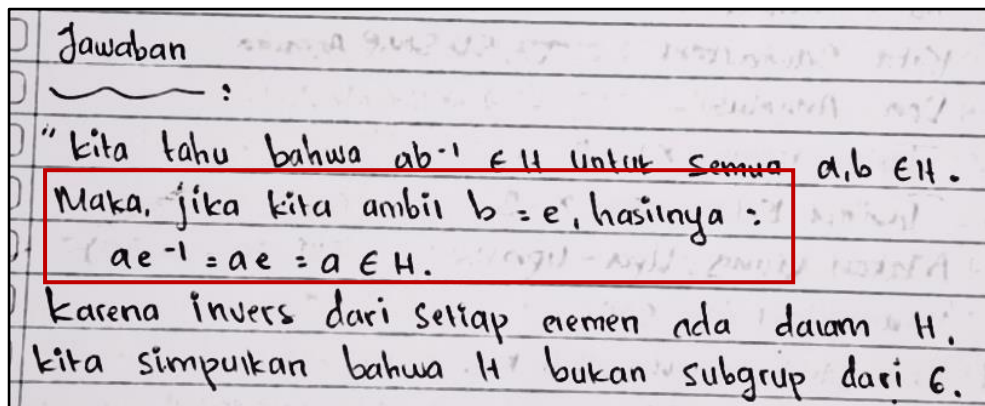 Jawaban
:
"kita tahu bahwa ab⁻¹ ∈ H untuk semua a,b ∈ H.
Maka, jika kita ambil b = e, hasilnya :
ae⁻¹ = ae = a ∈ H.
karena invers dari setiap elemen ada dalam H.
kita simpulkan bahwa H bukan subgrup dari G.